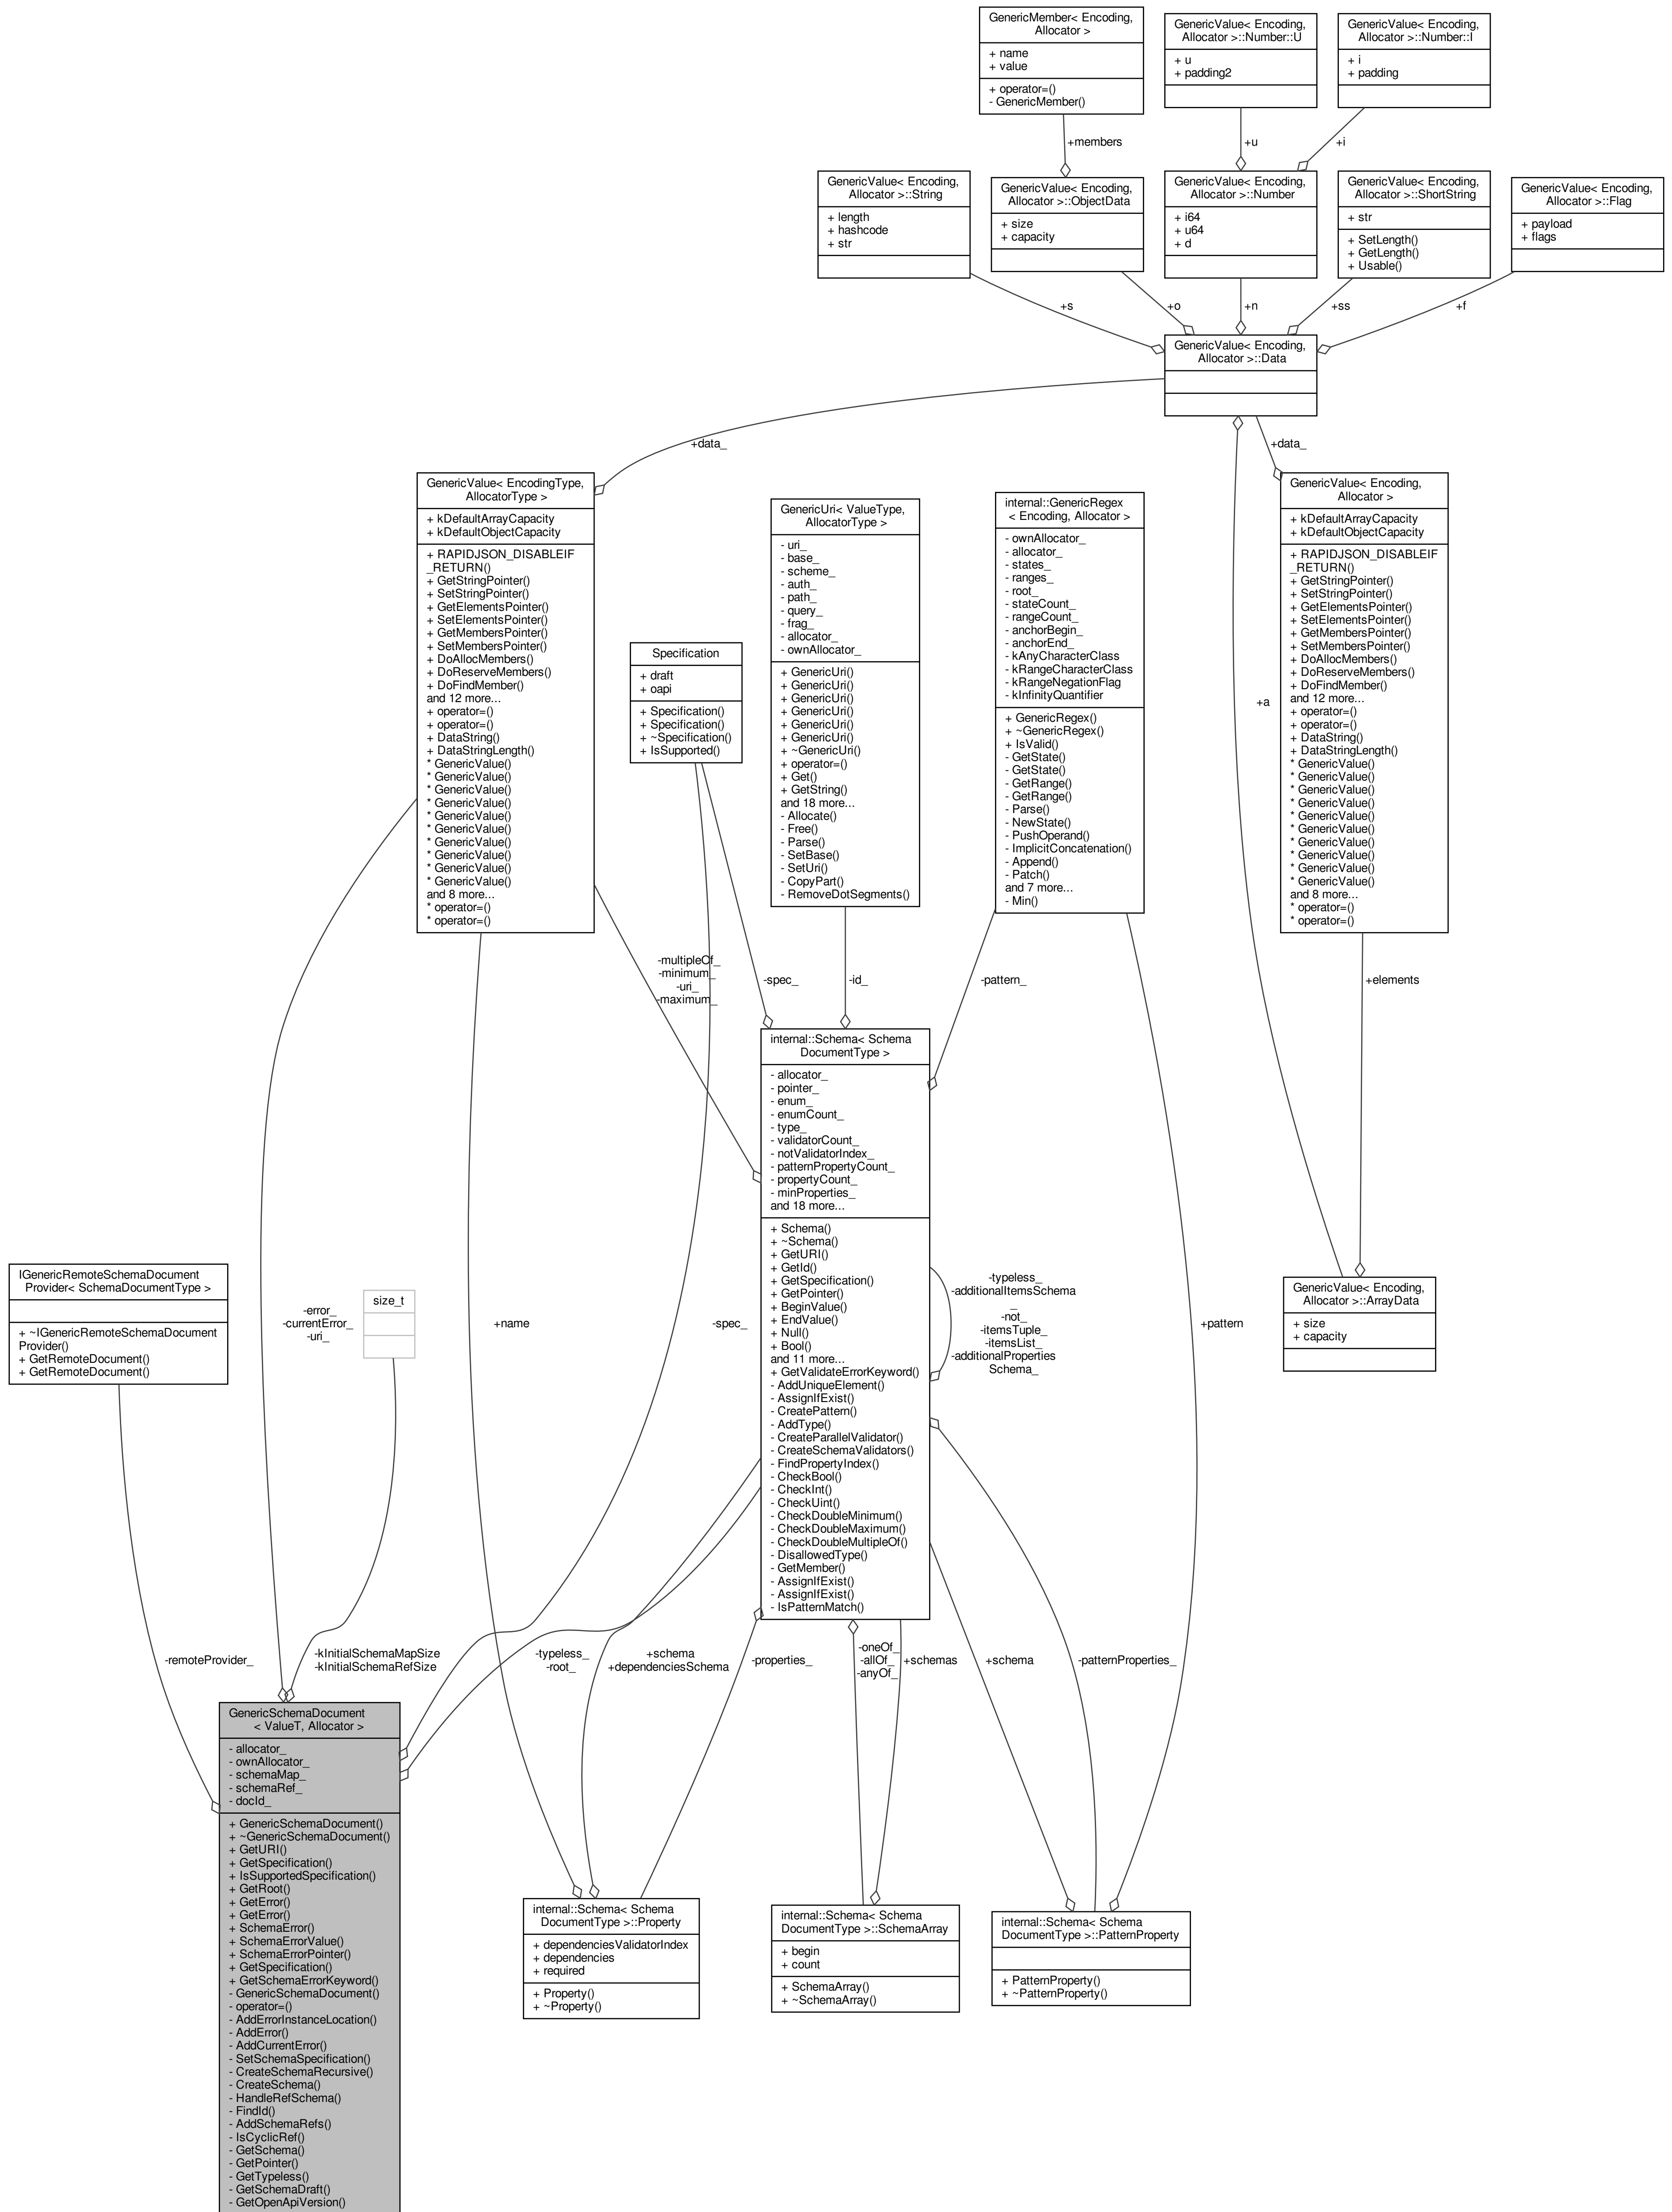 GenericMember< Encoding,
Allocator >
+ name
+ value
+ operator=()
- GenericMember()
GenericValue< Encoding,
Allocator >::Number::U
+ u
+ padding2
GenericValue< Encoding,
Allocator >::Number::I
+ i
+ padding
+members
+u
+i
GenericValue< Encoding,
Allocator >::String
+ length
+ hashcode
+ str
GenericValue< Encoding,
Allocator >::ObjectData
+ size
+ capacity
GenericValue< Encoding,
Allocator >::Number
+ i64
+ u64
+ d
GenericValue< Encoding,
Allocator >::ShortString
+ str
+ SetLength()
+ GetLength()
+ Usable()
GenericValue< Encoding,
Allocator >::Flag
+ payload
+ flags
+s
+o
+n
+ss
+f
GenericValue< Encoding,
Allocator >::Data
+data_
+data_
GenericValue< EncodingType,
AllocatorType >
+ kDefaultArrayCapacity
+ kDefaultObjectCapacity
+ RAPIDJSON_DISABLEIF
_RETURN()
+ GetStringPointer()
+ SetStringPointer()
+ GetElementsPointer()
+ SetElementsPointer()
+ GetMembersPointer()
+ SetMembersPointer()
+ DoAllocMembers()
+ DoReserveMembers()
+ DoFindMember()
and 12 more...
+ operator=()
+ operator=()
+ DataString()
+ DataStringLength()
* GenericValue()
* GenericValue()
* GenericValue()
* GenericValue()
* GenericValue()
* GenericValue()
* GenericValue()
* GenericValue()
* GenericValue()
* GenericValue()
and 8 more...
* operator=()
* operator=()
Specification
+ draft
+ oapi
+ Specification()
+ Specification()
+ ~Specification()
+ IsSupported()
GenericUri< ValueType,
AllocatorType >
- uri_
- base_
- scheme_
- auth_
- path_
- query_
- frag_
- allocator_
- ownAllocator_
+ GenericUri()
+ GenericUri()
+ GenericUri()
+ GenericUri()
+ GenericUri()
+ GenericUri()
+ ~GenericUri()
+ operator=()
+ Get()
+ GetString()
and 18 more...
- Allocate()
- Free()
- Parse()
- SetBase()
- SetUri()
- CopyPart()
- RemoveDotSegments()
internal::GenericRegex
< Encoding, Allocator >
- ownAllocator_
- allocator_
- states_
- ranges_
- root_
- stateCount_
- rangeCount_
- anchorBegin_
- anchorEnd_
- kAnyCharacterClass
- kRangeCharacterClass
- kRangeNegationFlag
- kInfinityQuantifier
+ GenericRegex()
+ ~GenericRegex()
+ IsValid()
- GetState()
- GetState()
- GetRange()
- GetRange()
- Parse()
- NewState()
- PushOperand()
- ImplicitConcatenation()
- Append()
- Patch()
and 7 more...
- Min()
+a
GenericValue< Encoding,
Allocator >
+ kDefaultArrayCapacity
+ kDefaultObjectCapacity
+ RAPIDJSON_DISABLEIF
_RETURN()
+ GetStringPointer()
+ SetStringPointer()
+ GetElementsPointer()
+ SetElementsPointer()
+ GetMembersPointer()
+ SetMembersPointer()
+ DoAllocMembers()
+ DoReserveMembers()
+ DoFindMember()
and 12 more...
+ operator=()
+ operator=()
+ DataString()
+ DataStringLength()
* GenericValue()
* GenericValue()
* GenericValue()
* GenericValue()
* GenericValue()
* GenericValue()
* GenericValue()
* GenericValue()
* GenericValue()
* GenericValue()
and 8 more...
* operator=()
* operator=()
-multipleOf_
-minimum_
-uri_
-maximum_
-spec_
-id_
-pattern_
+elements
internal::Schema< Schema
DocumentType >
- allocator_
- pointer_
- enum_
- enumCount_
- type_
- validatorCount_
- notValidatorIndex_
- patternPropertyCount_
- propertyCount_
- minProperties_
and 18 more...
+ Schema()
+ ~Schema()
+ GetURI()
+ GetId()
+ GetSpecification()
+ GetPointer()
+ BeginValue()
+ EndValue()
+ Null()
+ Bool()
and 11 more...
+ GetValidateErrorKeyword()
- AddUniqueElement()
- AssignIfExist()
- CreatePattern()
- AddType()
- CreateParallelValidator()
- CreateSchemaValidators()
- FindPropertyIndex()
- CheckBool()
- CheckInt()
- CheckUint()
- CheckDoubleMinimum()
- CheckDoubleMaximum()
- CheckDoubleMultipleOf()
- DisallowedType()
- GetMember()
- AssignIfExist()
- AssignIfExist()
- IsPatternMatch()
IGenericRemoteSchemaDocument
Provider< SchemaDocumentType >
+ ~IGenericRemoteSchemaDocument
Provider()
+ GetRemoteDocument()
+ GetRemoteDocument()
-error_
-currentError_
-uri_
size_t
+name
-spec_
-typeless_
-additionalItemsSchema
_
-not_
-itemsTuple_
-itemsList_
-additionalProperties
Schema_
+pattern
GenericValue< Encoding,
Allocator >::ArrayData
+ size
+ capacity
-remoteProvider_
-kInitialSchemaMapSize
-kInitialSchemaRefSize
-typeless_
-root_
+schema
+dependenciesSchema
-properties_
-oneOf_
-allOf_
-anyOf_
+schemas
+schema
-patternProperties_
GenericSchemaDocument
< ValueT, Allocator >
- allocator_
- ownAllocator_
- schemaMap_
- schemaRef_
- docId_
+ GenericSchemaDocument()
+ ~GenericSchemaDocument()
+ GetURI()
+ GetSpecification()
+ IsSupportedSpecification()
+ GetRoot()
+ GetError()
+ GetError()
+ SchemaError()
+ SchemaErrorValue()
+ SchemaErrorPointer()
+ GetSpecification()
+ GetSchemaErrorKeyword()
- GenericSchemaDocument()
- operator=()
- AddErrorInstanceLocation()
- AddError()
- AddCurrentError()
- SetSchemaSpecification()
- CreateSchemaRecursive()
- CreateSchema()
- HandleRefSchema()
- FindId()
- AddSchemaRefs()
- IsCyclicRef()
- GetSchema()
- GetPointer()
- GetTypeless()
- GetSchemaDraft()
- GetOpenApiVersion()
internal::Schema< Schema
DocumentType >::Property
+ dependenciesValidatorIndex
+ dependencies
+ required
+ Property()
+ ~Property()
internal::Schema< Schema
DocumentType >::SchemaArray
+ begin
+ count
+ SchemaArray()
+ ~SchemaArray()
internal::Schema< Schema
DocumentType >::PatternProperty
+ PatternProperty()
+ ~PatternProperty()